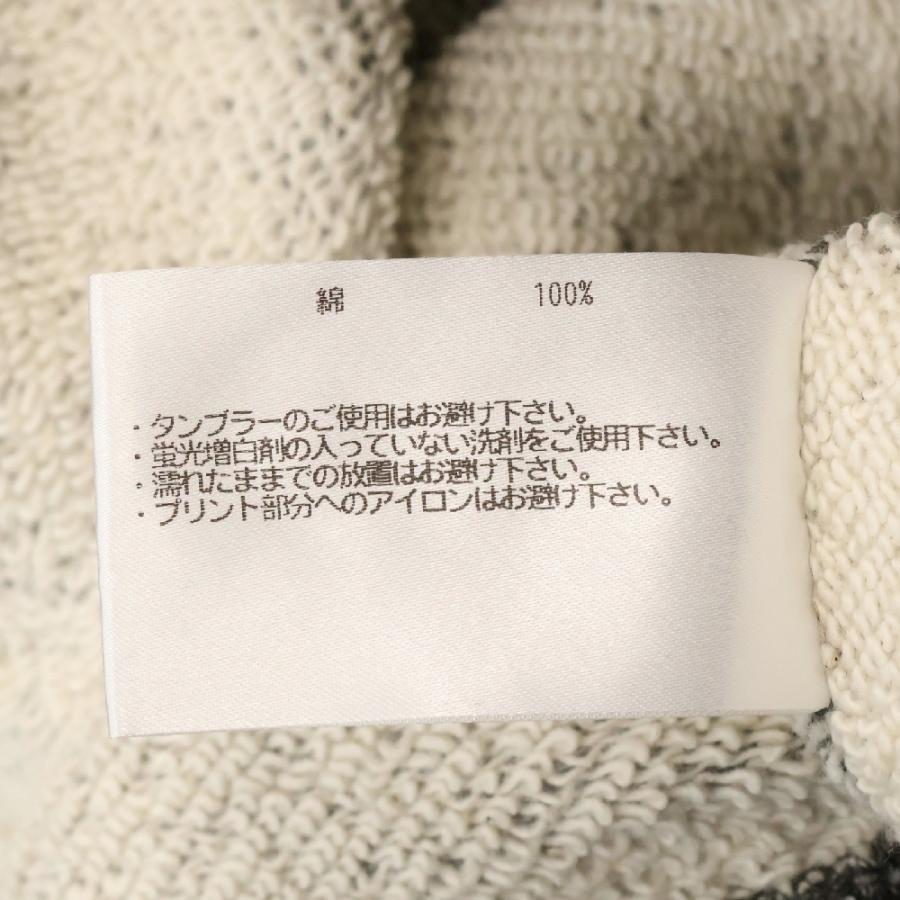 綿 100%
・タンブラーのご使用はお避け下さい。
・蛍光増白剤の入っていない洗剤をご使用下さい。
・濡れたままでの放置はお避け下さい。
・プリント部分へのアイロンはお避け下さい。